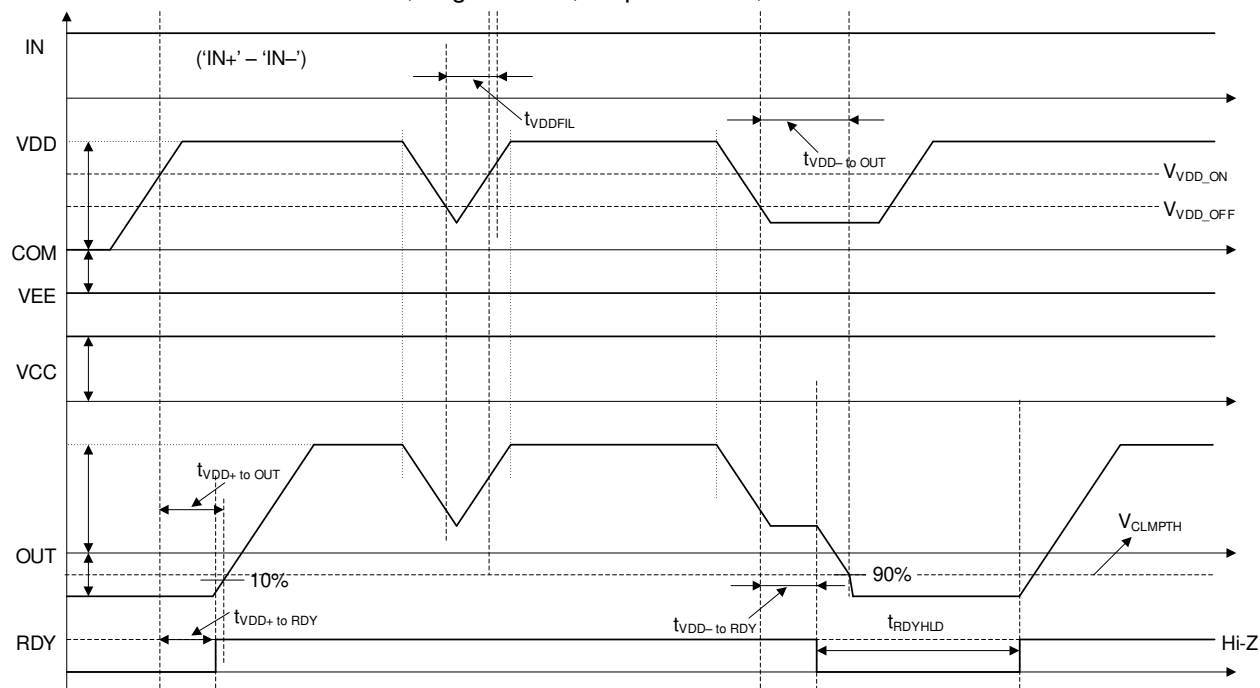 IN
('IN+' – 'IN–')
tVDDFIL
VDD
tVDD– to OUT
VVDD_ON
VVDD_OFF
COM
VEE
VCC
tVDD+ to OUT
VCLMPTH
OUT
10%
90%
tVDD+ to RDY
tVDD– to RDY
tRDYHLD
RDY
Hi-Z